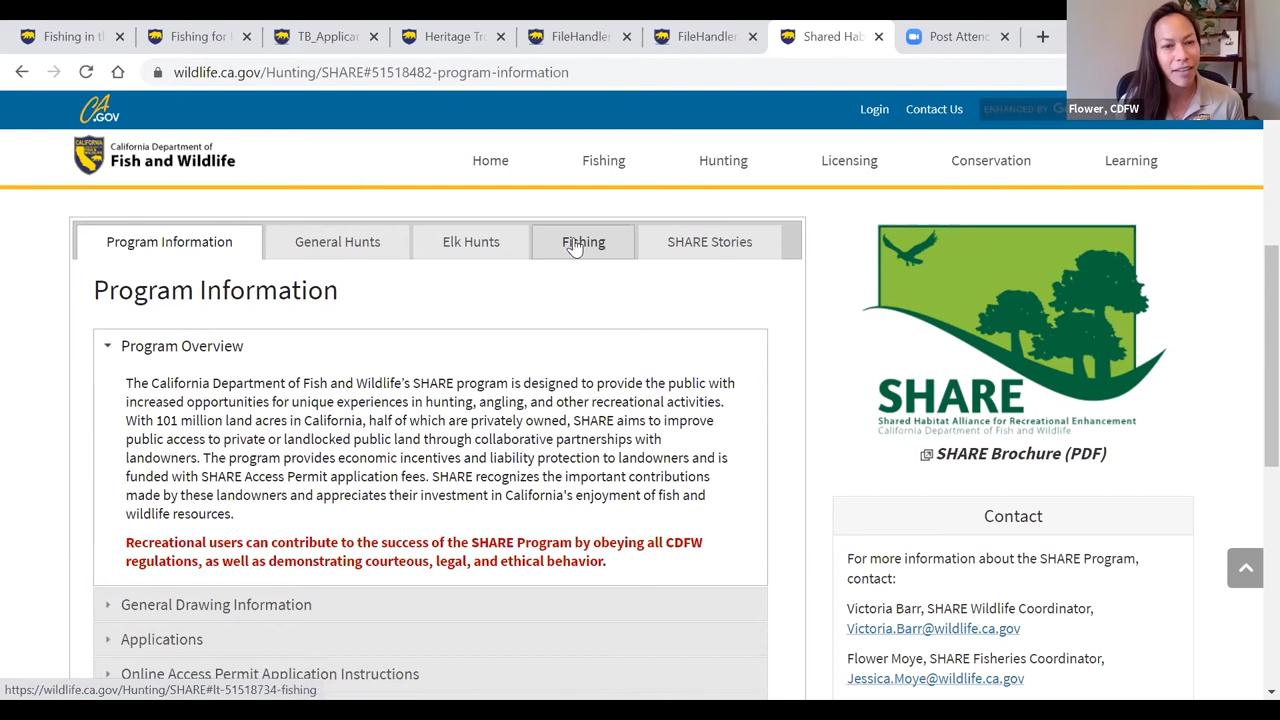 Fishing in th
Fishing for I
TB_Applicat
Heritage Tro
FileHandler
FileHandler
Shared Hab
Post Attend
wildlife.ca.gov/Hunting/SHARE#51518482-program-information
Flower, CDFW
CA
.GOV
Login
Contact Us
ENHANCED BY
California Department of
Fish and Wildlife
Home
Fishing
Hunting
Licensing
Conservation
Learning
Program Information
General Hunts
Elk Hunts
Fishing
SHARE Stories
Program Information
Program Overview
The California Department of Fish and Wildlife's SHARE program is designed to provide the public with
increased opportunities for unique experiences in hunting, angling, and other recreational activities.
With 101 million land acres in California, half of which are privately owned, SHARE aims to improve
public access to private or landlocked public land through collaborative partnerships with
landowners. The program provides economic incentives and liability protection to landowners and is
funded with SHARE Access Permit application fees. SHARE recognizes the important contributions
made by these landowners and appreciates their investment in California's enjoyment of fish and
wildlife resources.
Recreational users can contribute to the success of the SHARE Program by obeying all CDFW
regulations, as well as demonstrating courteous, legal, and ethical behavior.
General Drawing Information
Applications
Online Access Permit Application Instructions
SHARE
Shared Habitat Alliance for Recreational Enhancement
California Department of Fish and Wildlife
SHARE Brochure (PDF)
Contact
For more information about the SHARE Program,
contact:
Victoria Barr, SHARE Wildlife Coordinator,
Victoria.Barr@wildlife.ca.gov
Flower Moye, SHARE Fisheries Coordinator,
Jessica.Moye@wildlife.ca.gov
https://wildlife.ca.gov/Hunting/SHARE#lt-51518734-fishing